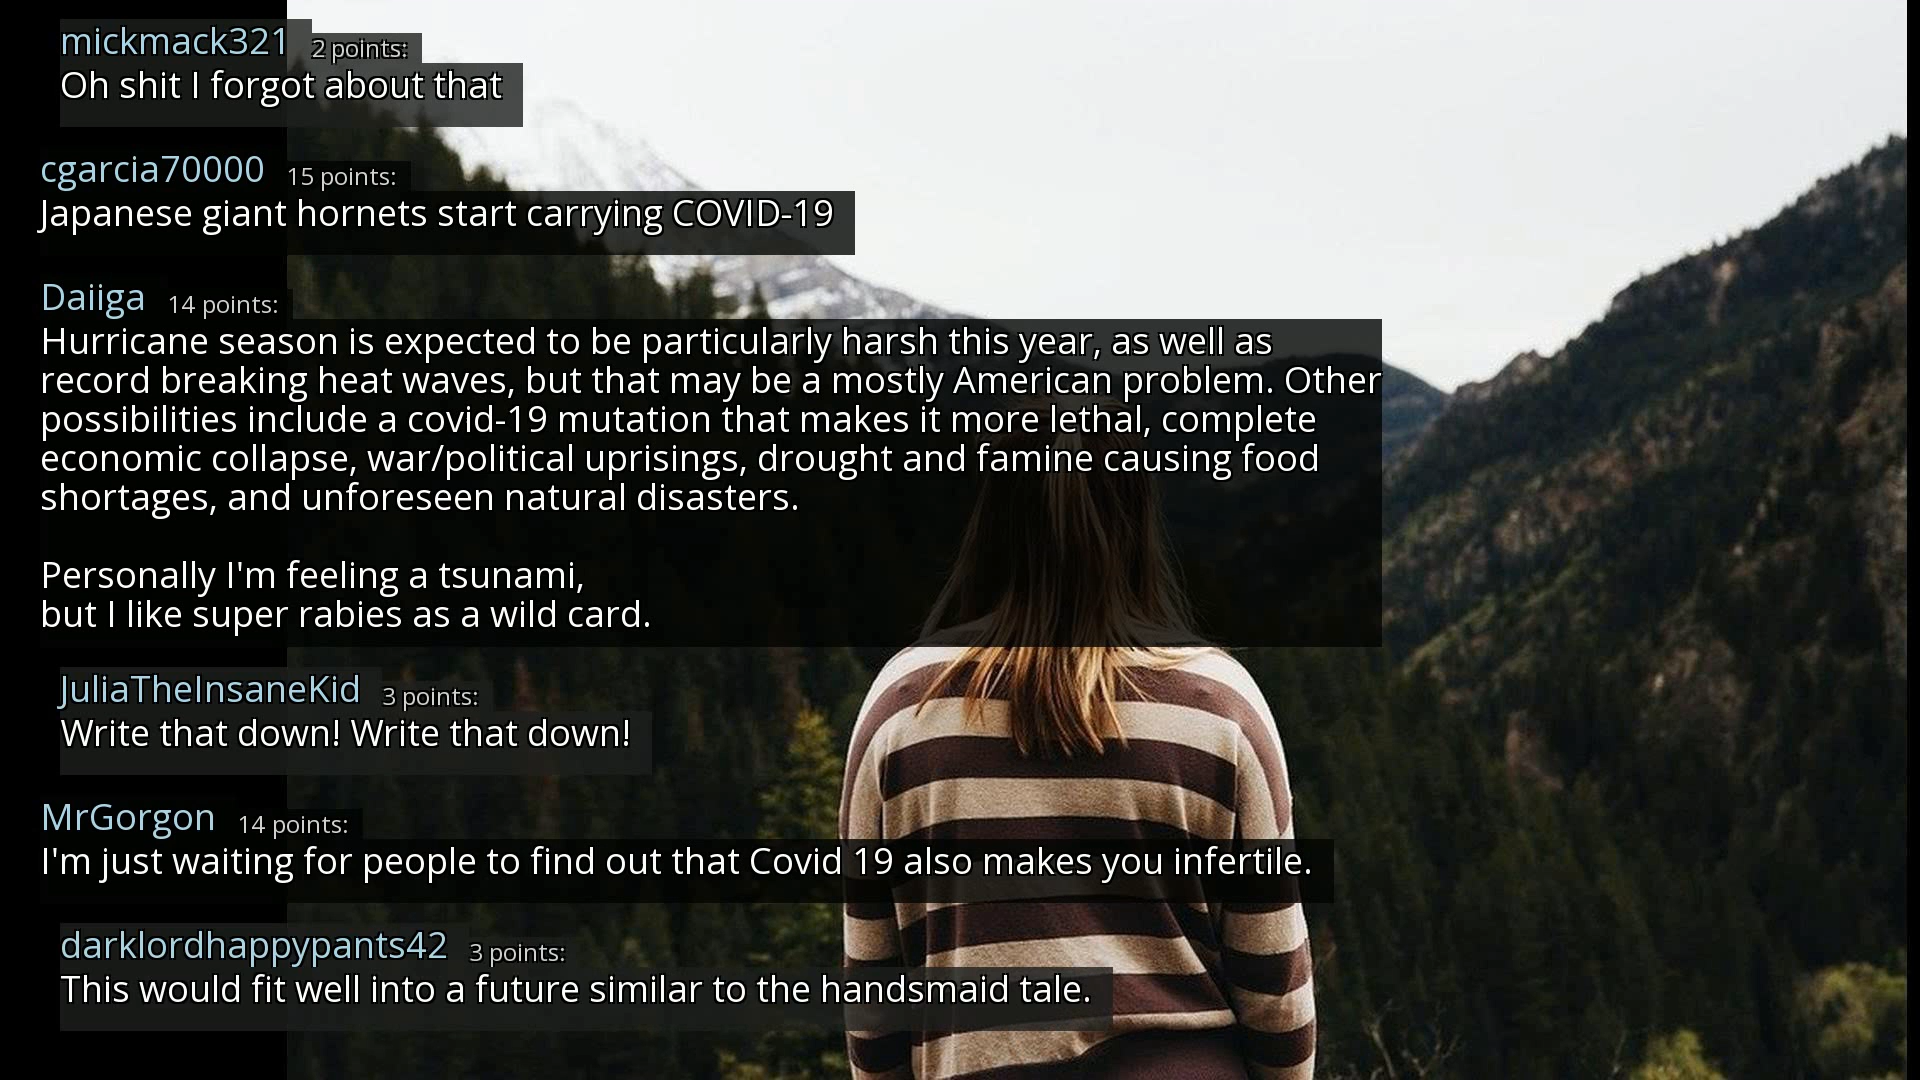 mickmack321 2 points:
Oh shit I forgot about that
cgarcia70000 15 points:
Japanese giant hornets start carrying COVID-19
Daiiga 14 points:
Hurricane season is expected to be particularly harsh this year, as well as
record breaking heat waves, but that may be a mostly American problem. Other
possibilities include a covid-19 mutation that makes it more lethal, complete
economic collapse, war/political uprisings, drought and famine causing food
shortages, and unforeseen natural disasters.
Personally I'm feeling a tsunami,
but I like super rabies as a wild card.
JuliaTheInsaneKid 3 points:
Write that down! Write that down!
MrGorgon 14 points:
I'm just waiting for people to find out that Covid 19 also makes you infertile.
darklordhappypants42 3 points:
This would fit well into a future similar to the handsmaid tale.